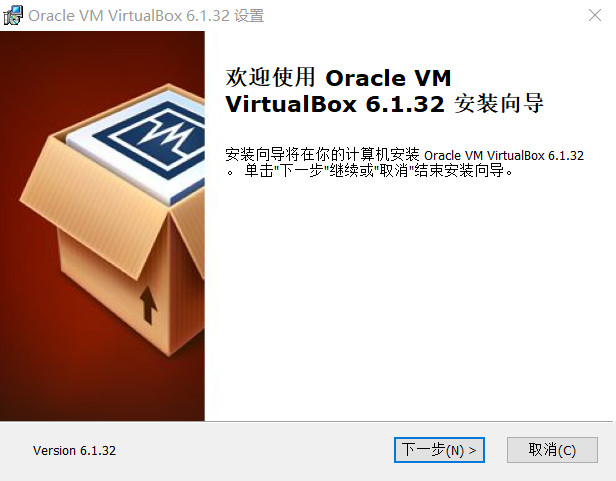 Oracle VM VirtualBox 6.1.32 设置
欢迎使用 Oracle VM
VirtualBox 6.1.32 安装向导
安装向导将在你的计算机安装 Oracle VM VirtualBox 6.1.32
。 单击"下一步"继续或"取消"结束安装向导。
Version 6.1.32
下一步(N) >
取消(C)